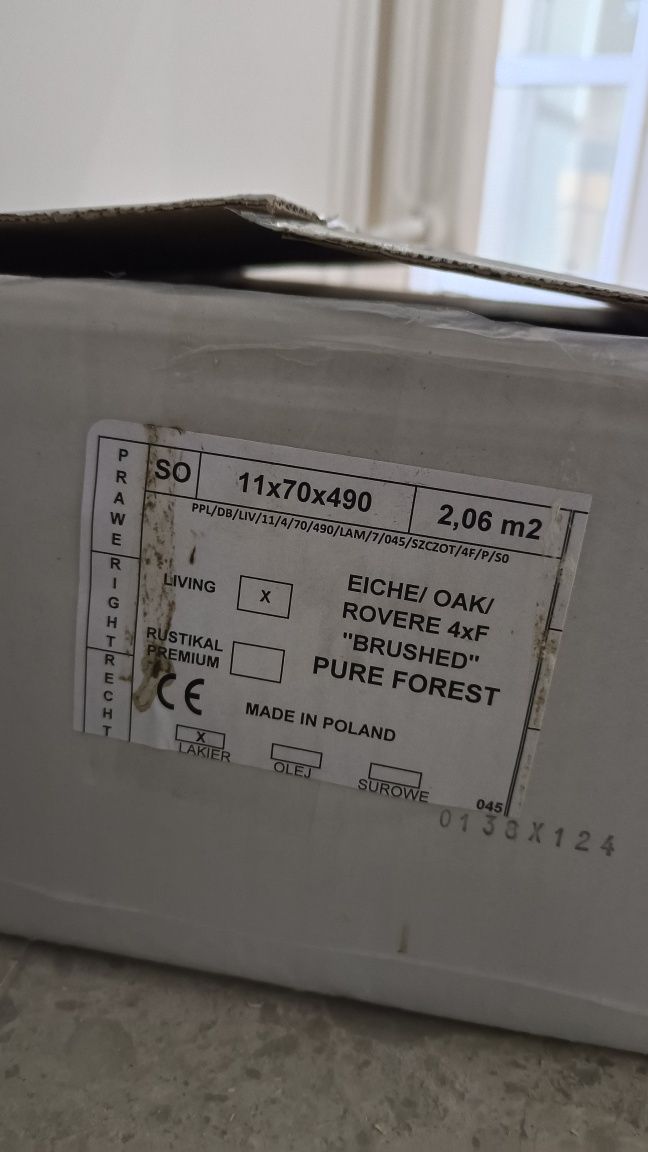 PRAWE
RIGHT
RECHT
SO
11x70x490
2,06 m2
PPL/DB/LIV/11/4/70/490/LAM/7/045/SZCZOT/4F/P/S0
LIVING
X
EICHE/ OAK/
ROVERE 4xF
"BRUSHED"
PURE FOREST
RUSTIKAL
PREMIUM
CE
MADE IN POLAND
X
LAKIER
OLEJ
SUROWE
045
0138X124